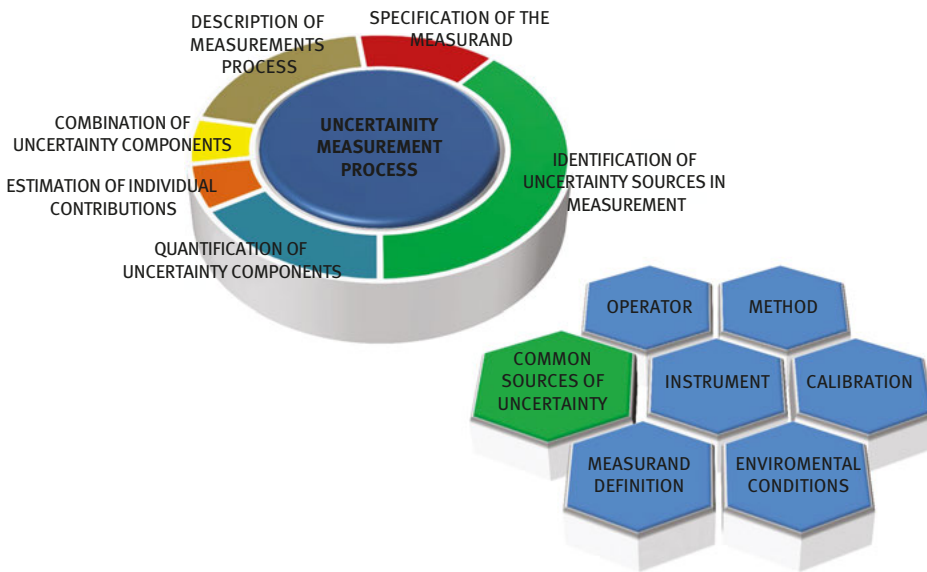 DESCRIPTION OF
MEASUREMENTS
PROCESS
SPECIFICATION OF THE
MEASURAND
COMBINATION OF
UNCERTAINTY COMPONENTS
UNCERTAINITY
MEASUREMENT
PROCESS
IDENTIFICATION OF
UNCERTAINTY SOURCES IN
MEASUREMENT
ESTIMATION OF INDIVIDUAL
CONTRIBUTIONS
QUANTIFICATION OF
UNCERTAINTY COMPONENTS
OPERATOR
METHOD
COMMON
SOURCES OF
UNCERTAINTY
INSTRUMENT
CALIBRATION
MEASURAND
DEFINITION
ENVIROMENTAL
CONDITIONS